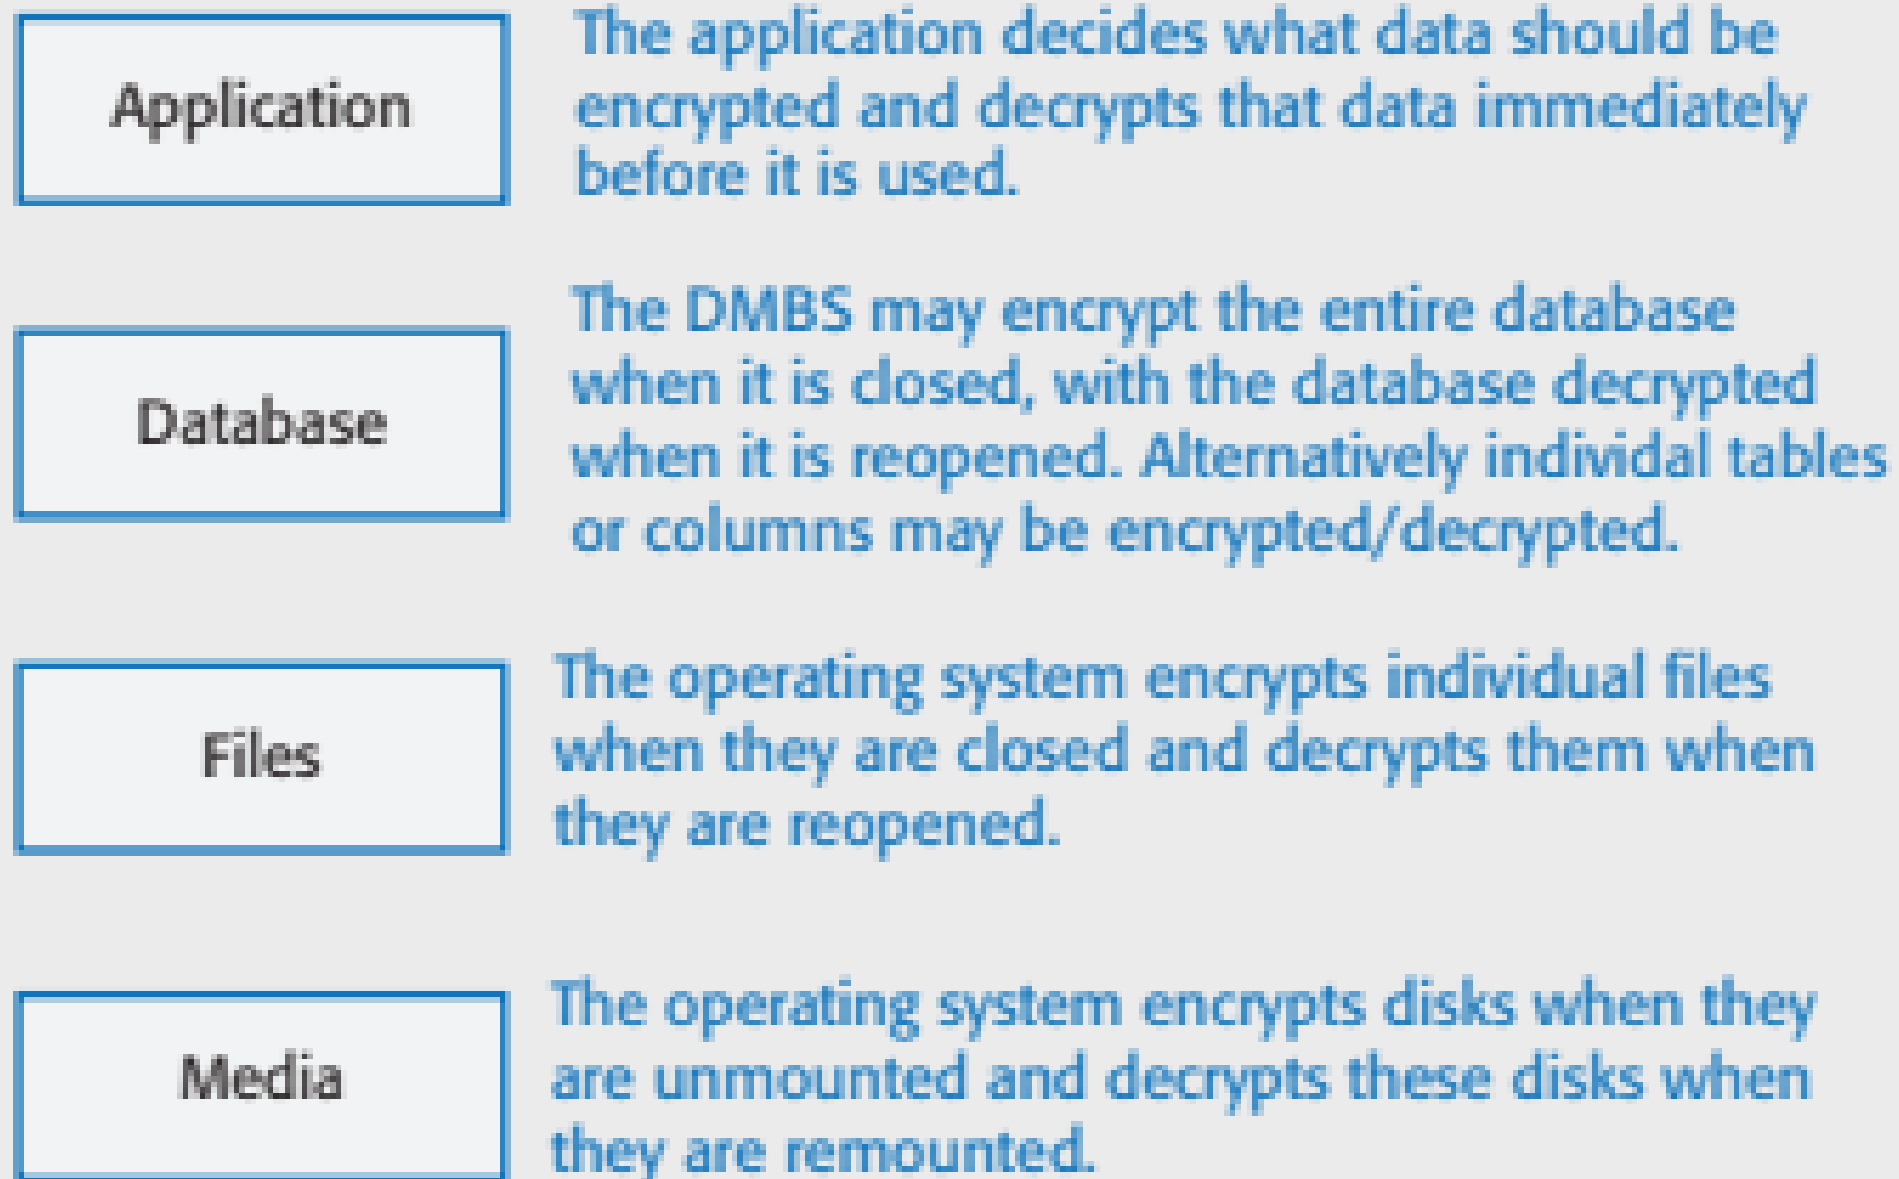 Application
The application decides what data should be
encrypted and decrypts that data immediately
before it is used.
Database
The DMBS may encrypt the entire database
when it is closed, with the database decrypted
when it is reopened. Alternatively individal tables
or columns may be encrypted/decrypted.
Files
The operating system encrypts individual files
when they are closed and decrypts them when
they are reopened.
Media
The operating system encrypts disks when they
are unmounted and decrypts these disks when
they are remounted.